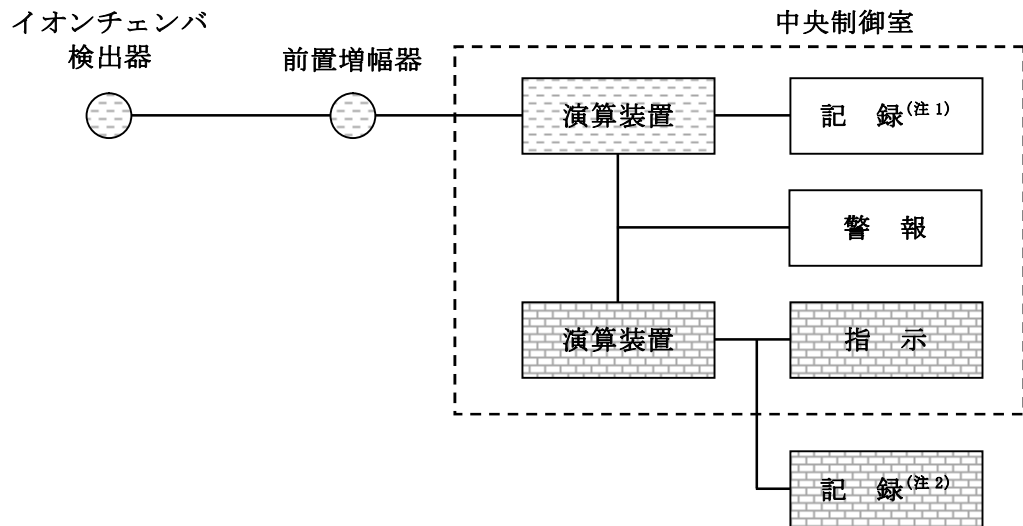 イオンチェンバ
検出器
前置増幅器
中央制御室
演算装置
記 録(注1)
警 報
演算装置
指 示
記 録(注2)